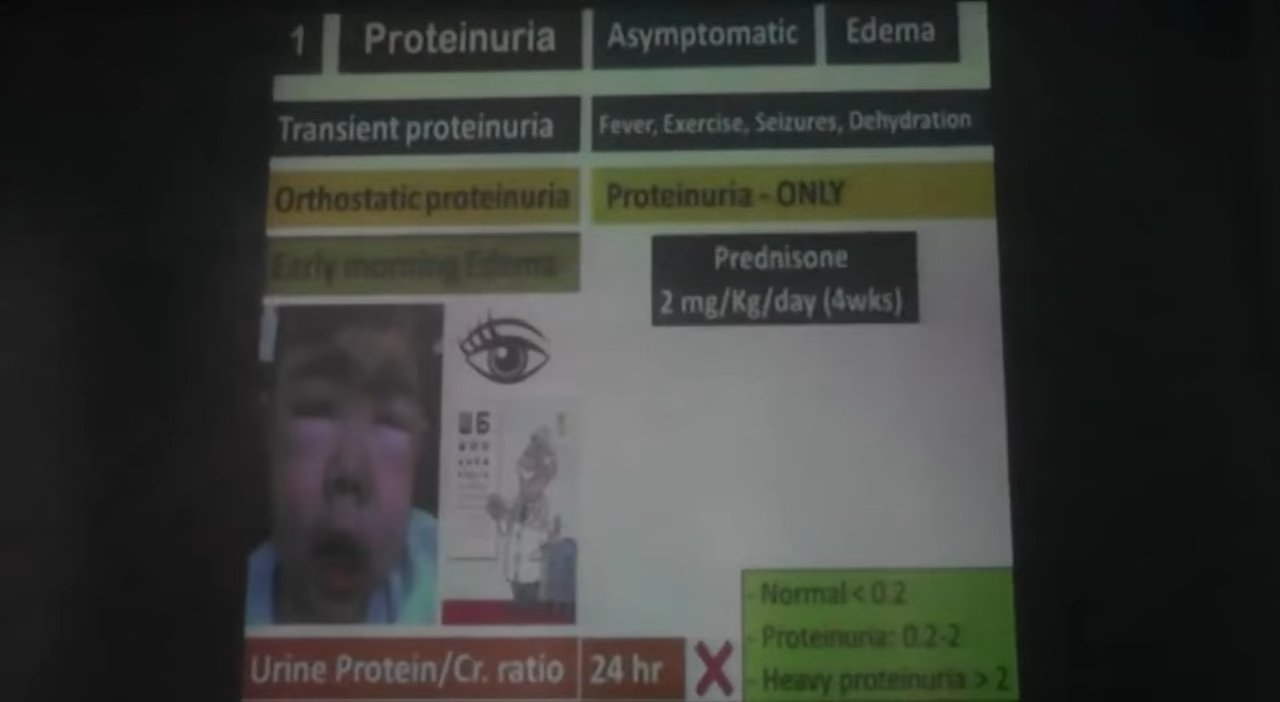 1 Proteinuria Asymptomatic Edema
Transient proteinuria Fever, Exercise, Seizures, Dehydration
Orthostatic proteinuria Proteinuria - ONLY
Early morning Edema
Prednisone
2 mg/Kg/day (4wks)
ШБ
- Normal < 0.2
- Proteinuria: 0.2-2
- Heavy proteinuria > 2
Urine Protein/Cr. ratio 24 hr X